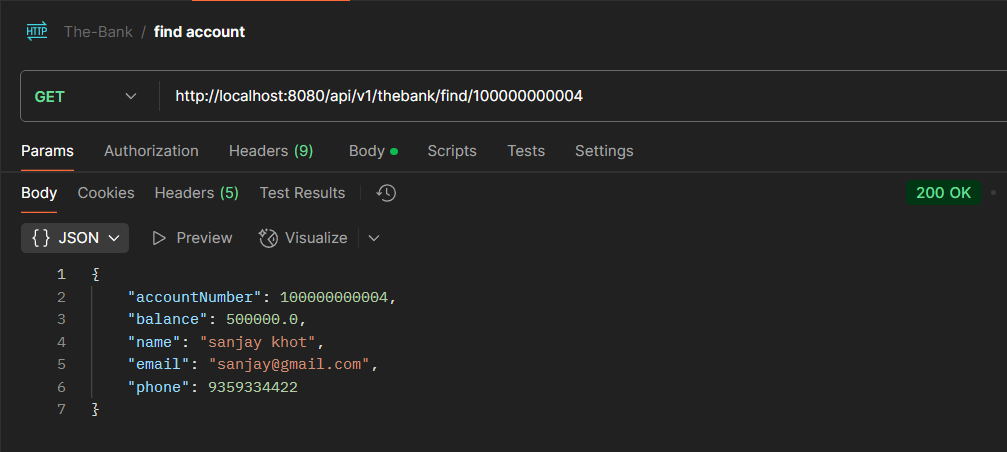 HTTP The-Bank / find account
GET http://localhost:8080/api/v1/thebank/find/100000000004
Params Authorization Headers (9) Body Scripts Tests Settings
Body Cookies Headers (5) Test Results 200 OK
{ } JSON Preview Visualize
1 {
2 "accountNumber": 100000000004,
3 "balance": 500000.0,
4 "name": "sanjay khot",
5 "email": "sanjay@gmail.com",
6 "phone": 9359334422
7 }